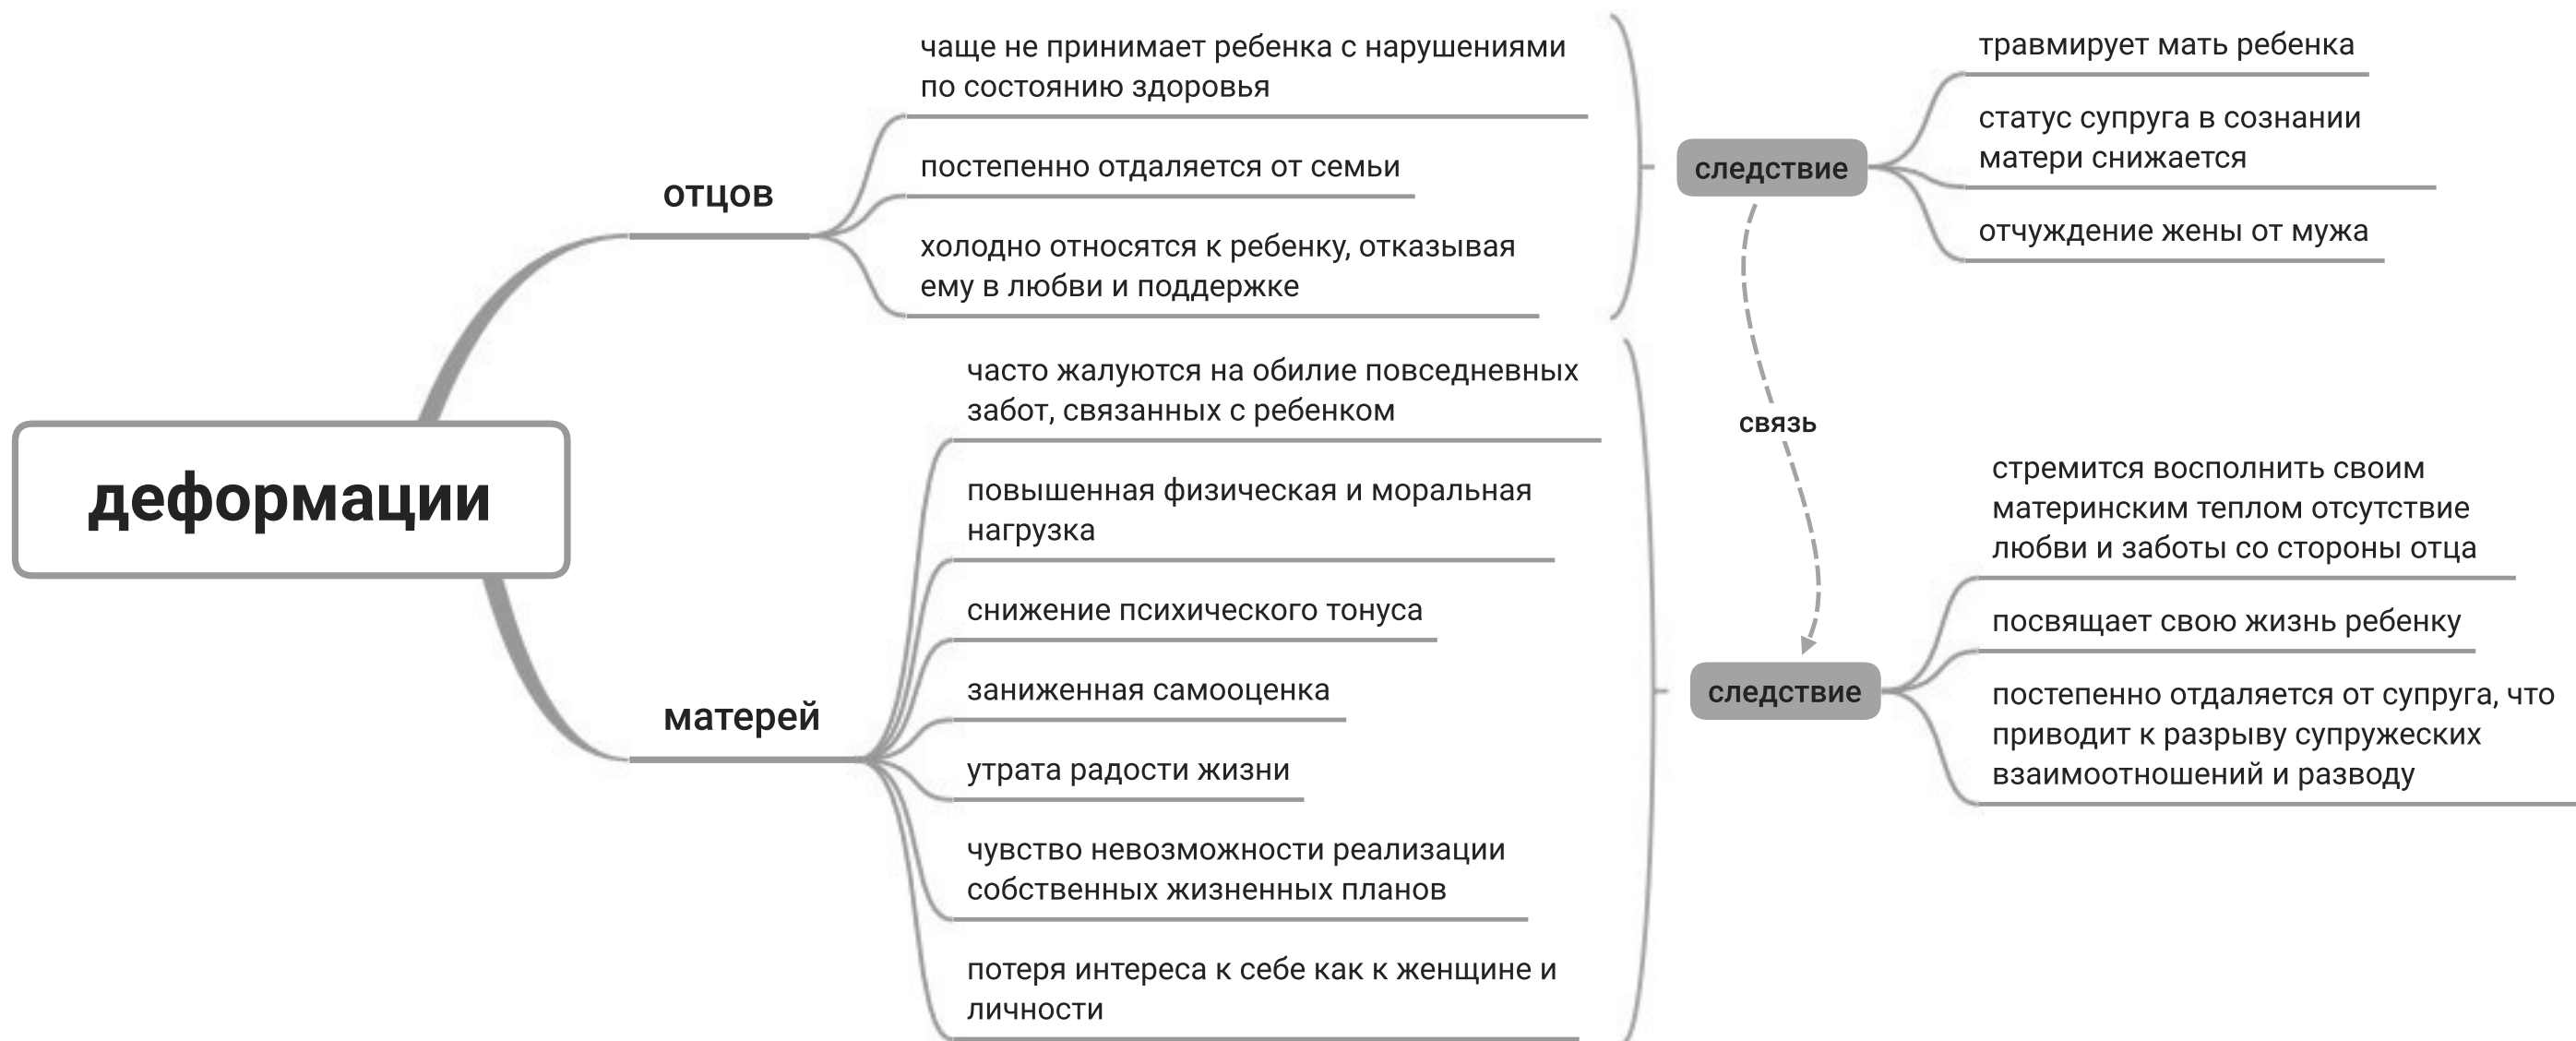 деформации
отцов
чаще не принимает ребенка с нарушениями
по состоянию здоровья
постепенно отдаляется от семьи
холодно относятся к ребенку, отказывая
ему в любви и поддержке
следствие
травмирует мать ребенка
статус супруга в сознании
матери снижается
отчуждение жены от мужа
связь
матерей
часто жалуются на обилие повседневных
забот, связанных с ребенком
повышенная физическая и моральная
нагрузка
снижение психического тонуса
заниженная самооценка
утрата радости жизни
чувство невозможности реализации
собственных жизненных планов
потеря интереса к себе как к женщине и
личности
следствие
стремится восполнить своим
материнским теплом отсутствие
любви и заботы со стороны отца
посвящает свою жизнь ребенку
постепенно отдаляется от супруга, что
приводит к разрыву супружеских
взаимоотношений и разводу